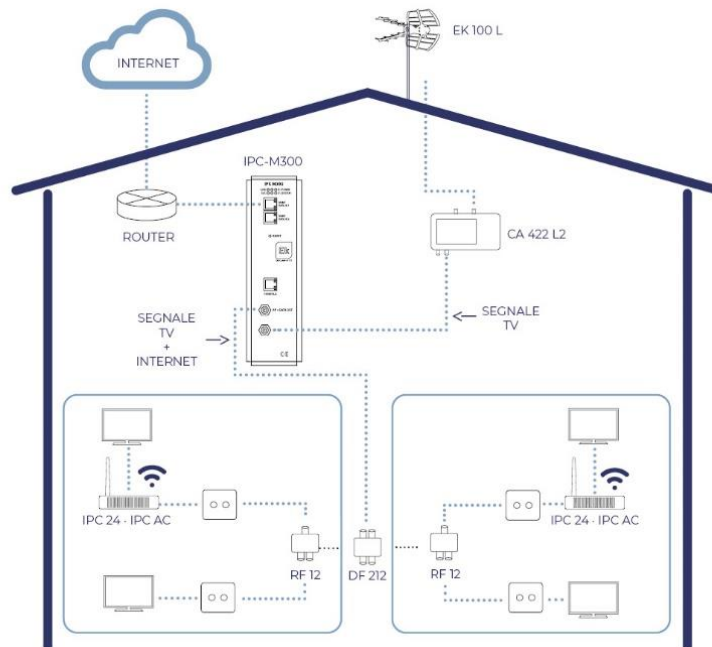 EK 100 L
INTERNET
IPC-M300
ROUTER
CA 422 L2
SEGNALE
TV
+
INTERNET
SEGNALE
TV
IPC 24 - IPC AC
IPC 24 - IPC AC
RF 12
DF 212
RF 12